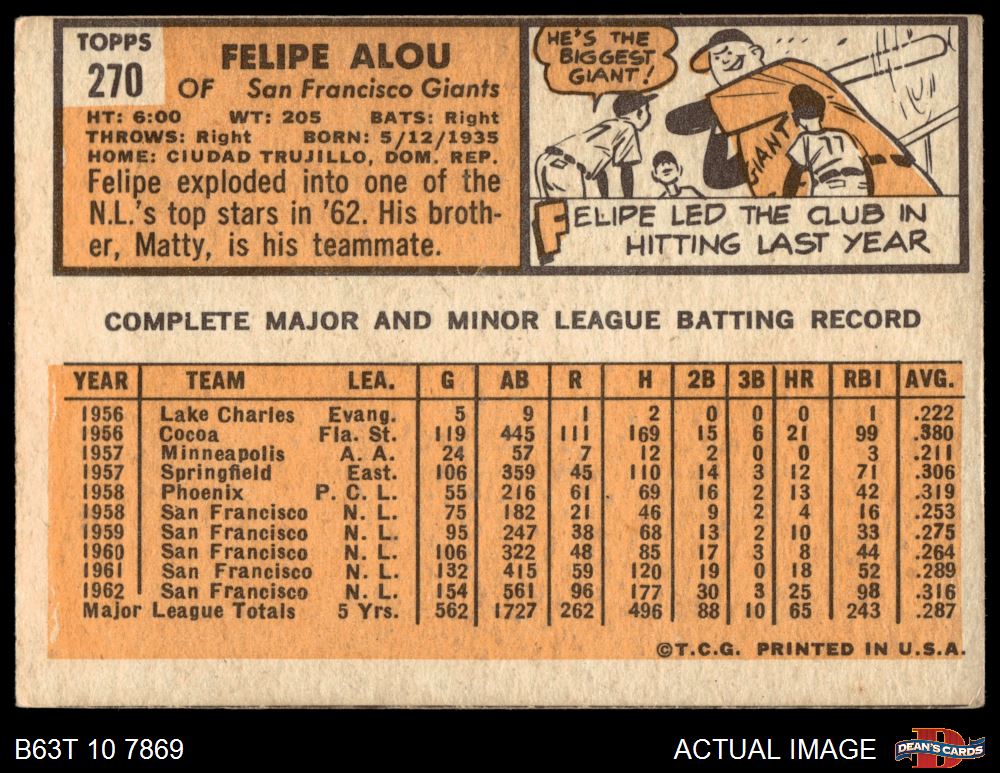 TOPPS
270
FELIPE ALOU
OF San Francisco Giants
HT: 6:00 WT: 205 BATS: Right
THROWS: Right BORN: 5/12/1935
HOME: CIUDAD TRUJILLO, DOM. REP.
Felipe exploded into one of the
N.L.'s top stars in '62. His broth-
er, Matty, is his teammate.
HE'S THE
BIGGEST
GIANT!
GIANT
FELIPE LED THE CLUB IN
HITTING LAST YEAR
COMPLETE MAJOR AND MINOR LEAGUE BATTING RECORD
YEAR TEAM LEA. G AB R H 2B 3B HR RBI AVG.
1956 Lake Charles Evang. 5 9 1 2 0 0 0 1 .222
1956 Cocoa Fla. St. 119 445 111 169 15 6 21 99 .380
1957 Minneapolis A. A. 24 57 7 12 2 0 0 3 .211
1957 Springfield East. 106 359 45 110 14 3 12 71 .306
1958 Phoenix P. C. L. 55 216 61 69 16 2 13 42 .319
1958 San Francisco N. L. 75 182 21 46 9 2 4 16 .253
1959 San Francisco N. L. 95 247 38 68 13 2 10 33 .275
1960 San Francisco N. L. 106 322 48 85 17 3 8 44 .264
1961 San Francisco N. L. 132 415 59 120 19 0 18 52 .289
1962 San Francisco N. L. 154 561 96 177 30 3 25 98 .316
Major League Totals 5 Yrs. 562 1727 262 496 88 10 65 243 .287
©T.C.G. PRINTED IN U.S.A.
B63T 10 7869
ACTUAL IMAGE
D
DEAN'S CARDS